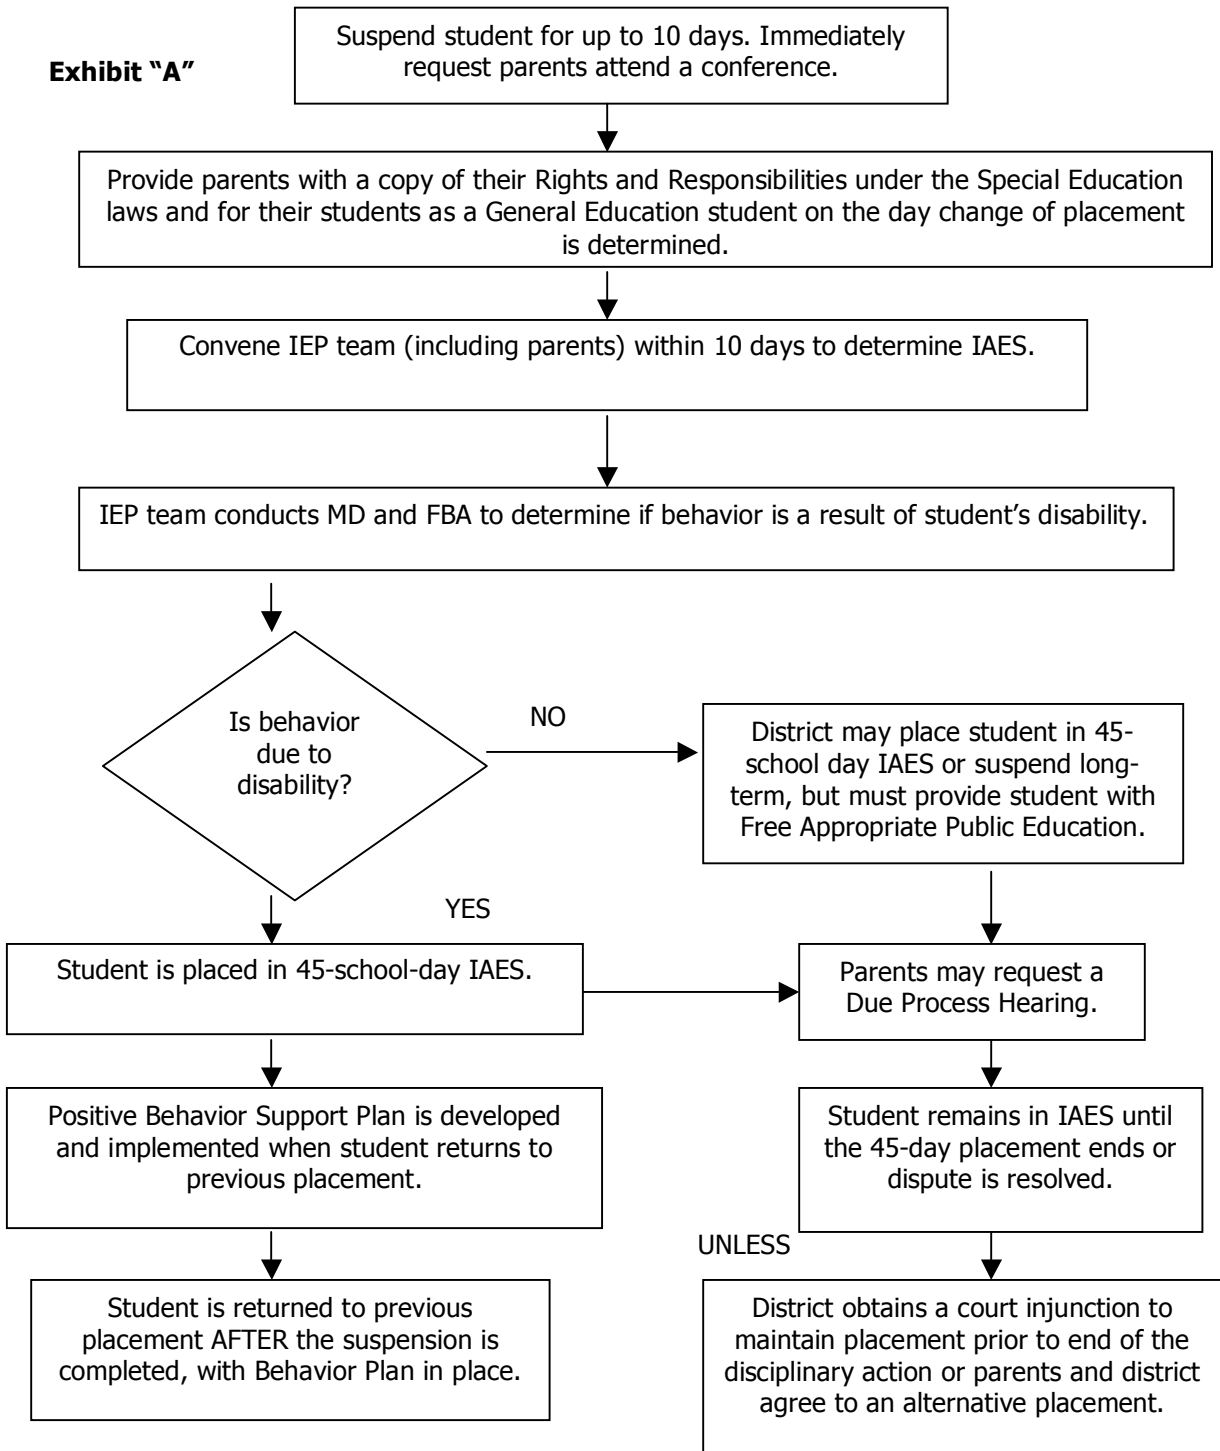 Exhibit “A”
Suspend student for up to 10 days. Immediately
request parents attend a conference.
Provide parents with a copy of their Rights and Responsibilities under the Special Education
laws and for their students as a General Education student on the day change of placement
is determined.
Convene IEP team (including parents) within 10 days to determine IAES.
IEP team conducts MD and FBA to determine if behavior is a result of student’s disability.
Is behavior
due to
disability?
NO
District may place student in 45-
school day IAES or suspend long-
term, but must provide student with
Free Appropriate Public Education.
YES
Student is placed in 45-school-day IAES.
Parents may request a
Due Process Hearing.
Positive Behavior Support Plan is developed
and implemented when student returns to
previous placement.
Student remains in IAES until
the 45-day placement ends or
dispute is resolved.
UNLESS
Student is returned to previous
placement AFTER the suspension is
completed, with Behavior Plan in place.
District obtains a court injunction to
maintain placement prior to end of the
disciplinary action or parents and district
agree to an alternative placement.